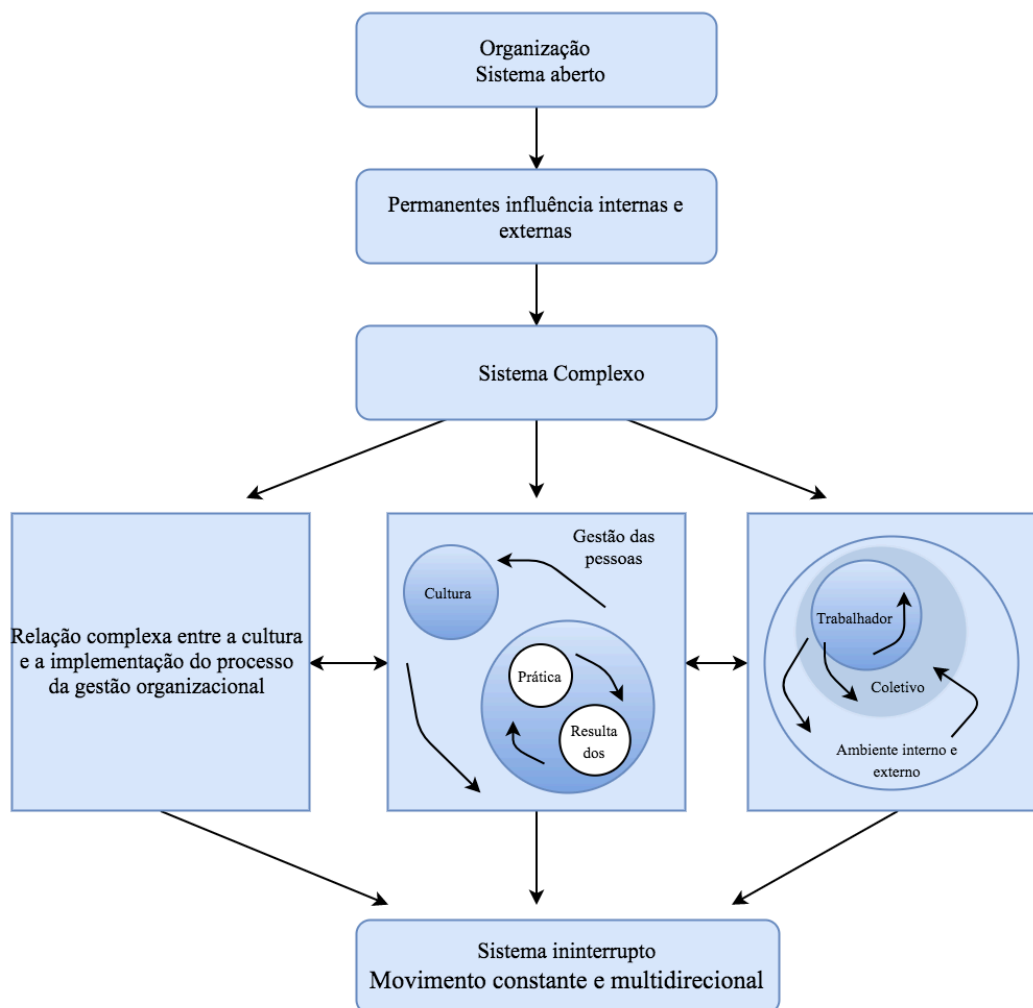 Organização
Sistema aberto
Permanentes influência internas e
externas
Sistema Complexo
Relação complexa entre a cultura
e a implementação do processo
da gestão organizacional
Gestão das
pessoas
Cultura
Prática
Resulta
dos
Trabalhador
Coletivo
Ambiente interno e
externo
Sistema ininterrupto
Movimento constante e multidirecional